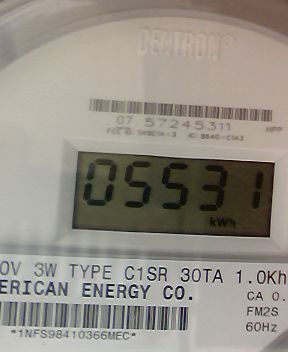 CENTRON®
07 57245311
HPP
05531
kWh
0V 3W TYPE C1SR 30TA 1.0Kh
ERICAN ENERGY CO.
CA 0.
FM2S
*1NFS98410366MEC*
60Hz